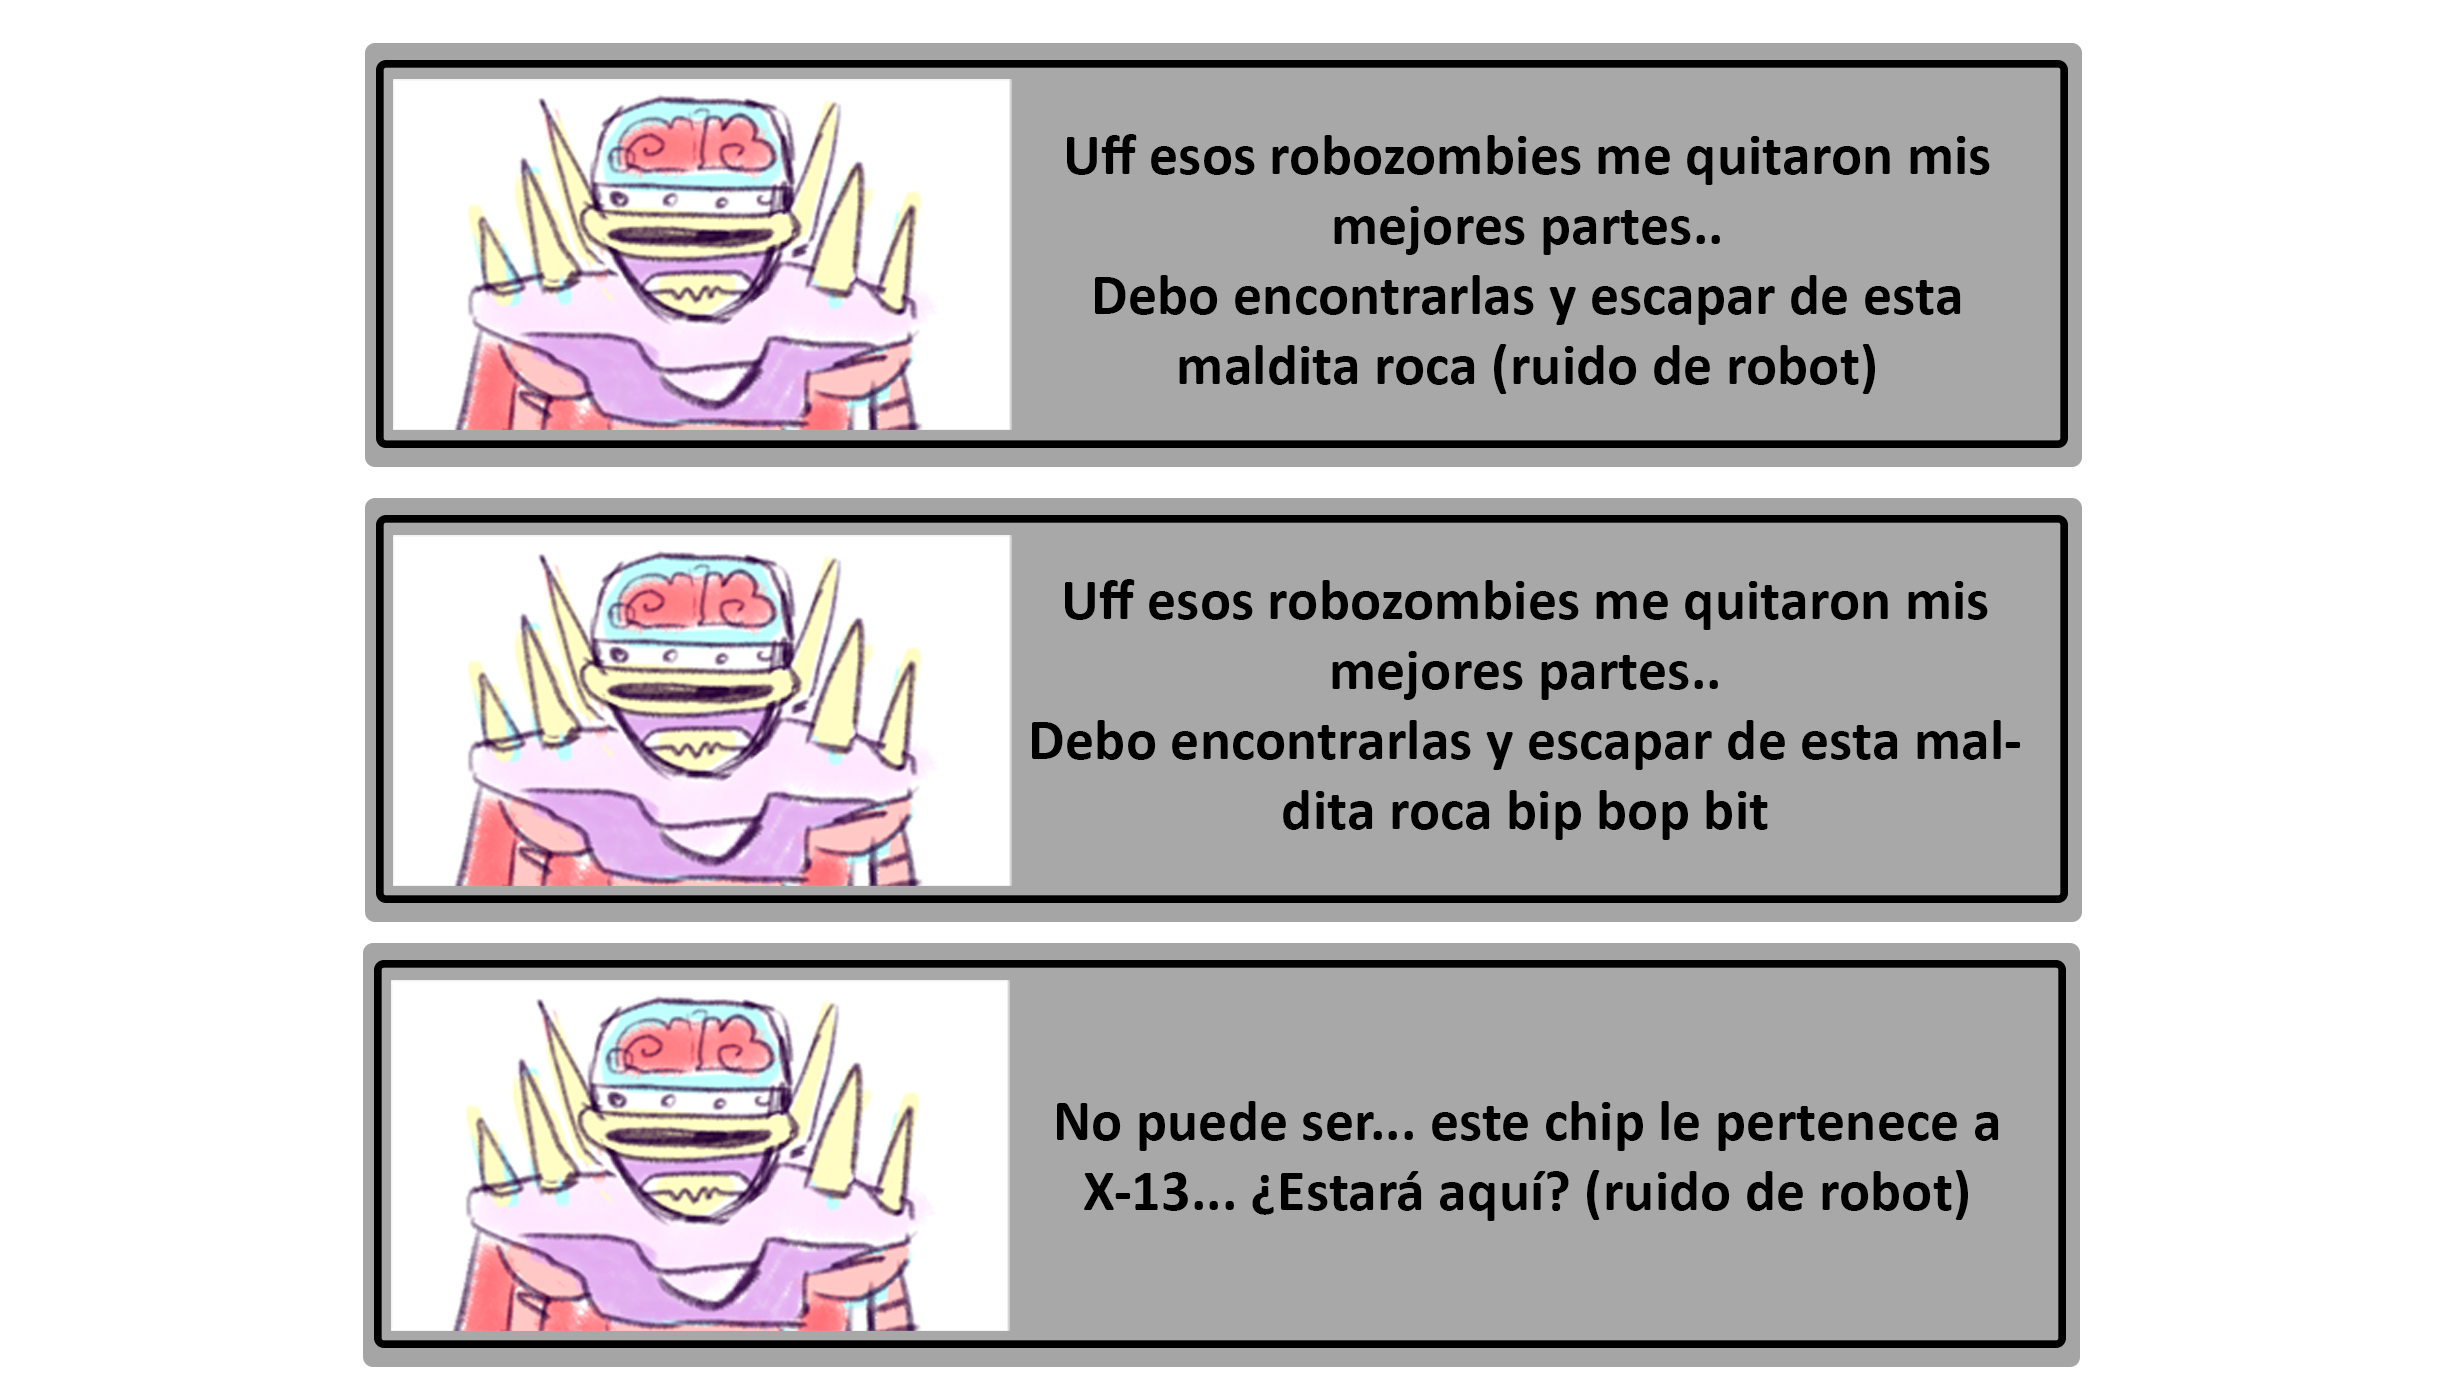 Uff esos robozombies me quitaron mis
mejores partes..
Debo encontrarlas y escapar de esta
maldita roca (ruido de robot)
Uff esos robozombies me quitaron mis
mejores partes..
Debo encontrarlas y escapar de esta mal-
dita roca bip bop bit
No puede ser... este chip le pertenece a
X-13... ¿Estará aquí? (ruido de robot)